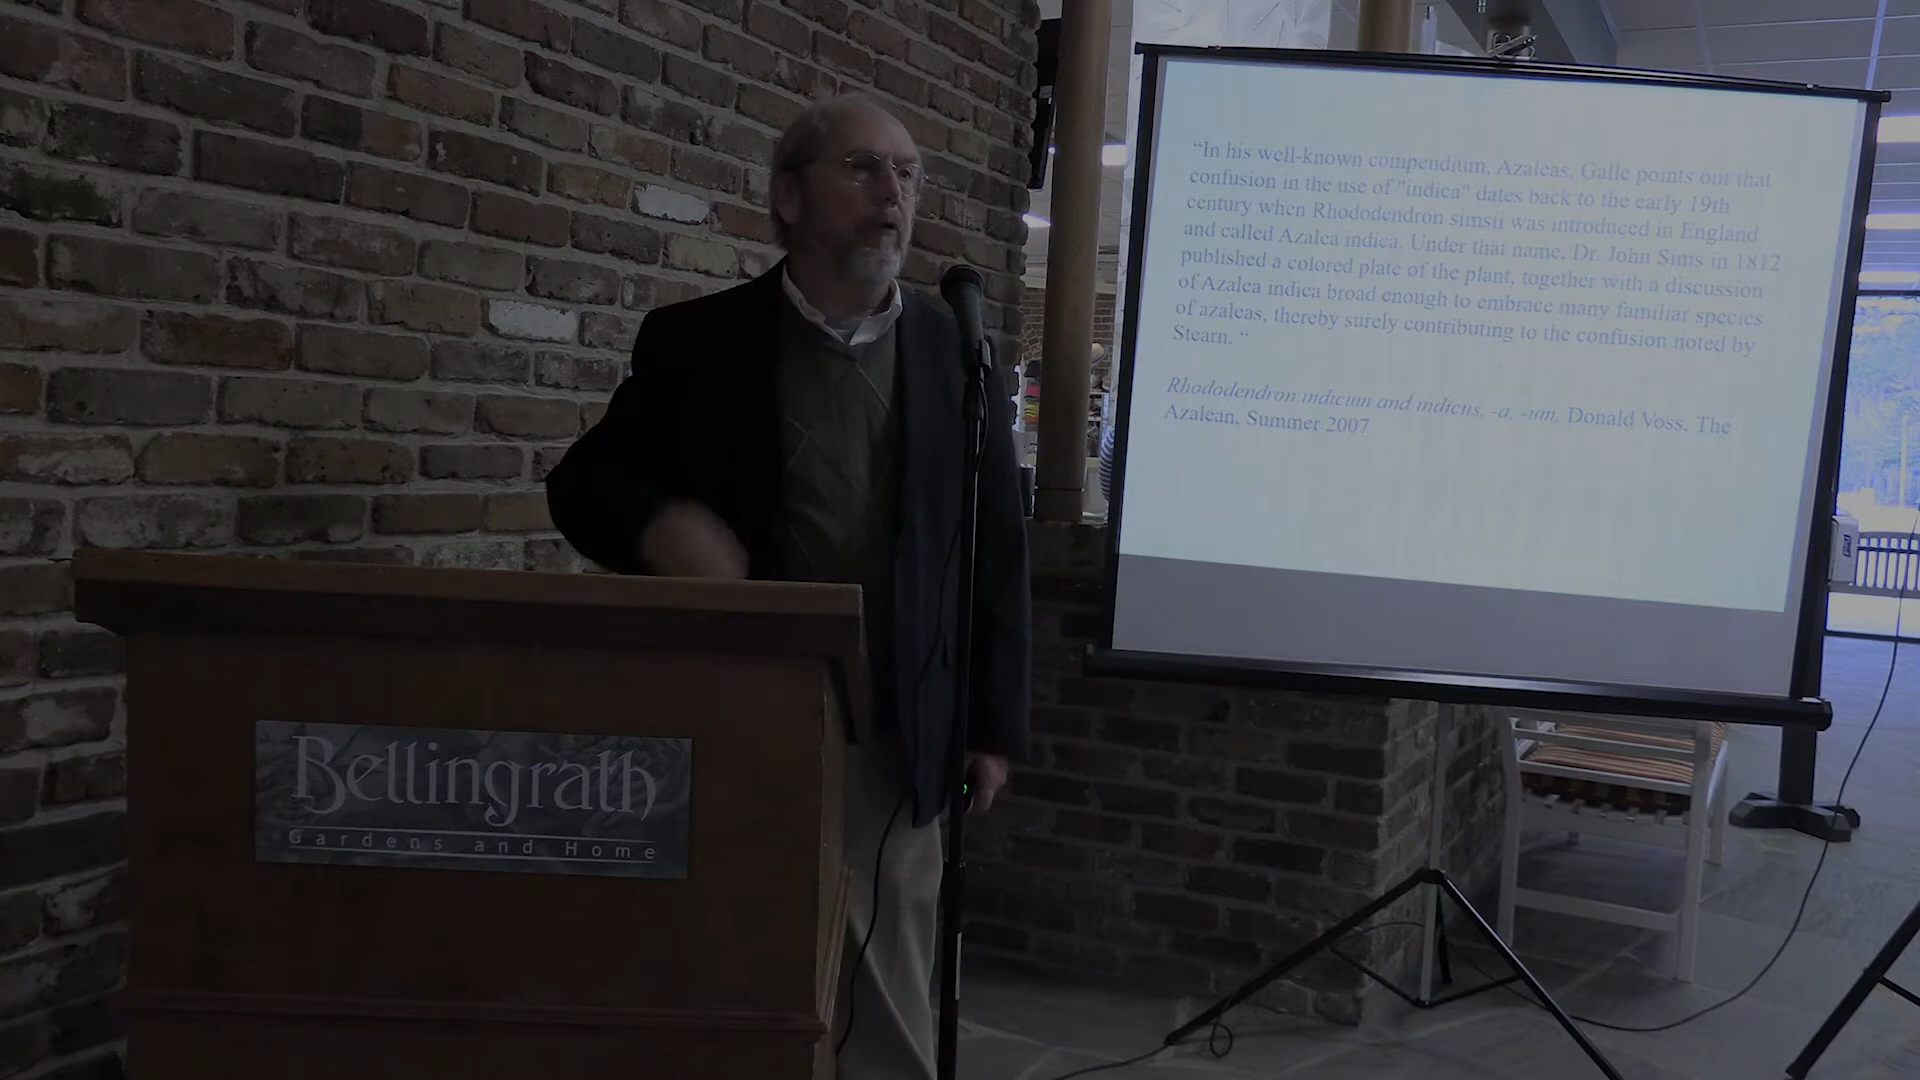 “In his well-known compendium, Azaleas, Galle points out that
confusion in the use of "indica" dates back to the early 19th
century when Rhododendron simsii was introduced in England
and called Azalea indica. Under that name, Dr. John Sims in 1812
published a colored plate of the plant, together with a discussion
of Azalea indica broad enough to embrace many familiar species
of azaleas, thereby surely contributing to the confusion noted by
Stearn. “
Rhododendron indicum and indicus, -a, -um, Donald Voss. The
Azalean. Summer 2007
Bellingrath
Gardens and Home